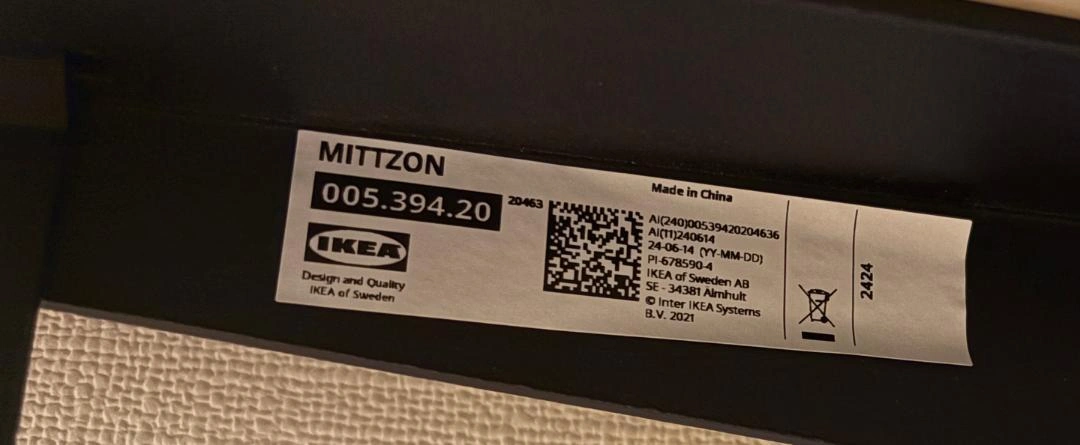 MITTZON
005.394.20
20463
IKEA
Design and Quality
IKEA of Sweden
Made in China
AI(240)00539420204636
AI(11)240614
24-06-14 (YY-MM-DD)
PI-678590-4
IKEA of Sweden AB
SE - 34381 Älmhult
© Inter IKEA Systems
B.V. 2021
2424